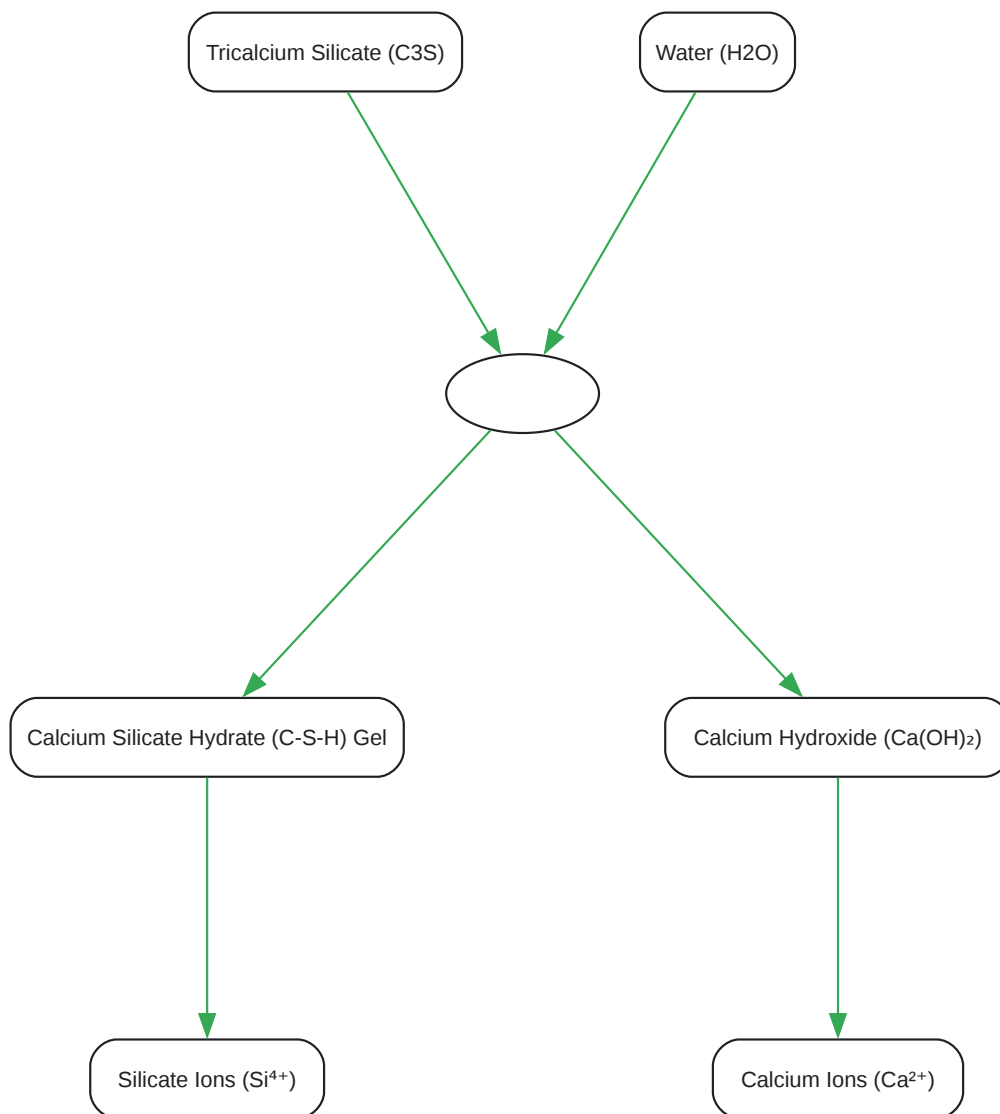 Tricalcium Silicate (C3S)
Water (H2O)
Calcium Silicate Hydrate (C-S-H) Gel
Calcium Hydroxide (Ca(OH)₂)
Silicate Ions (Si⁴⁺)
Calcium Ions (Ca²⁺)